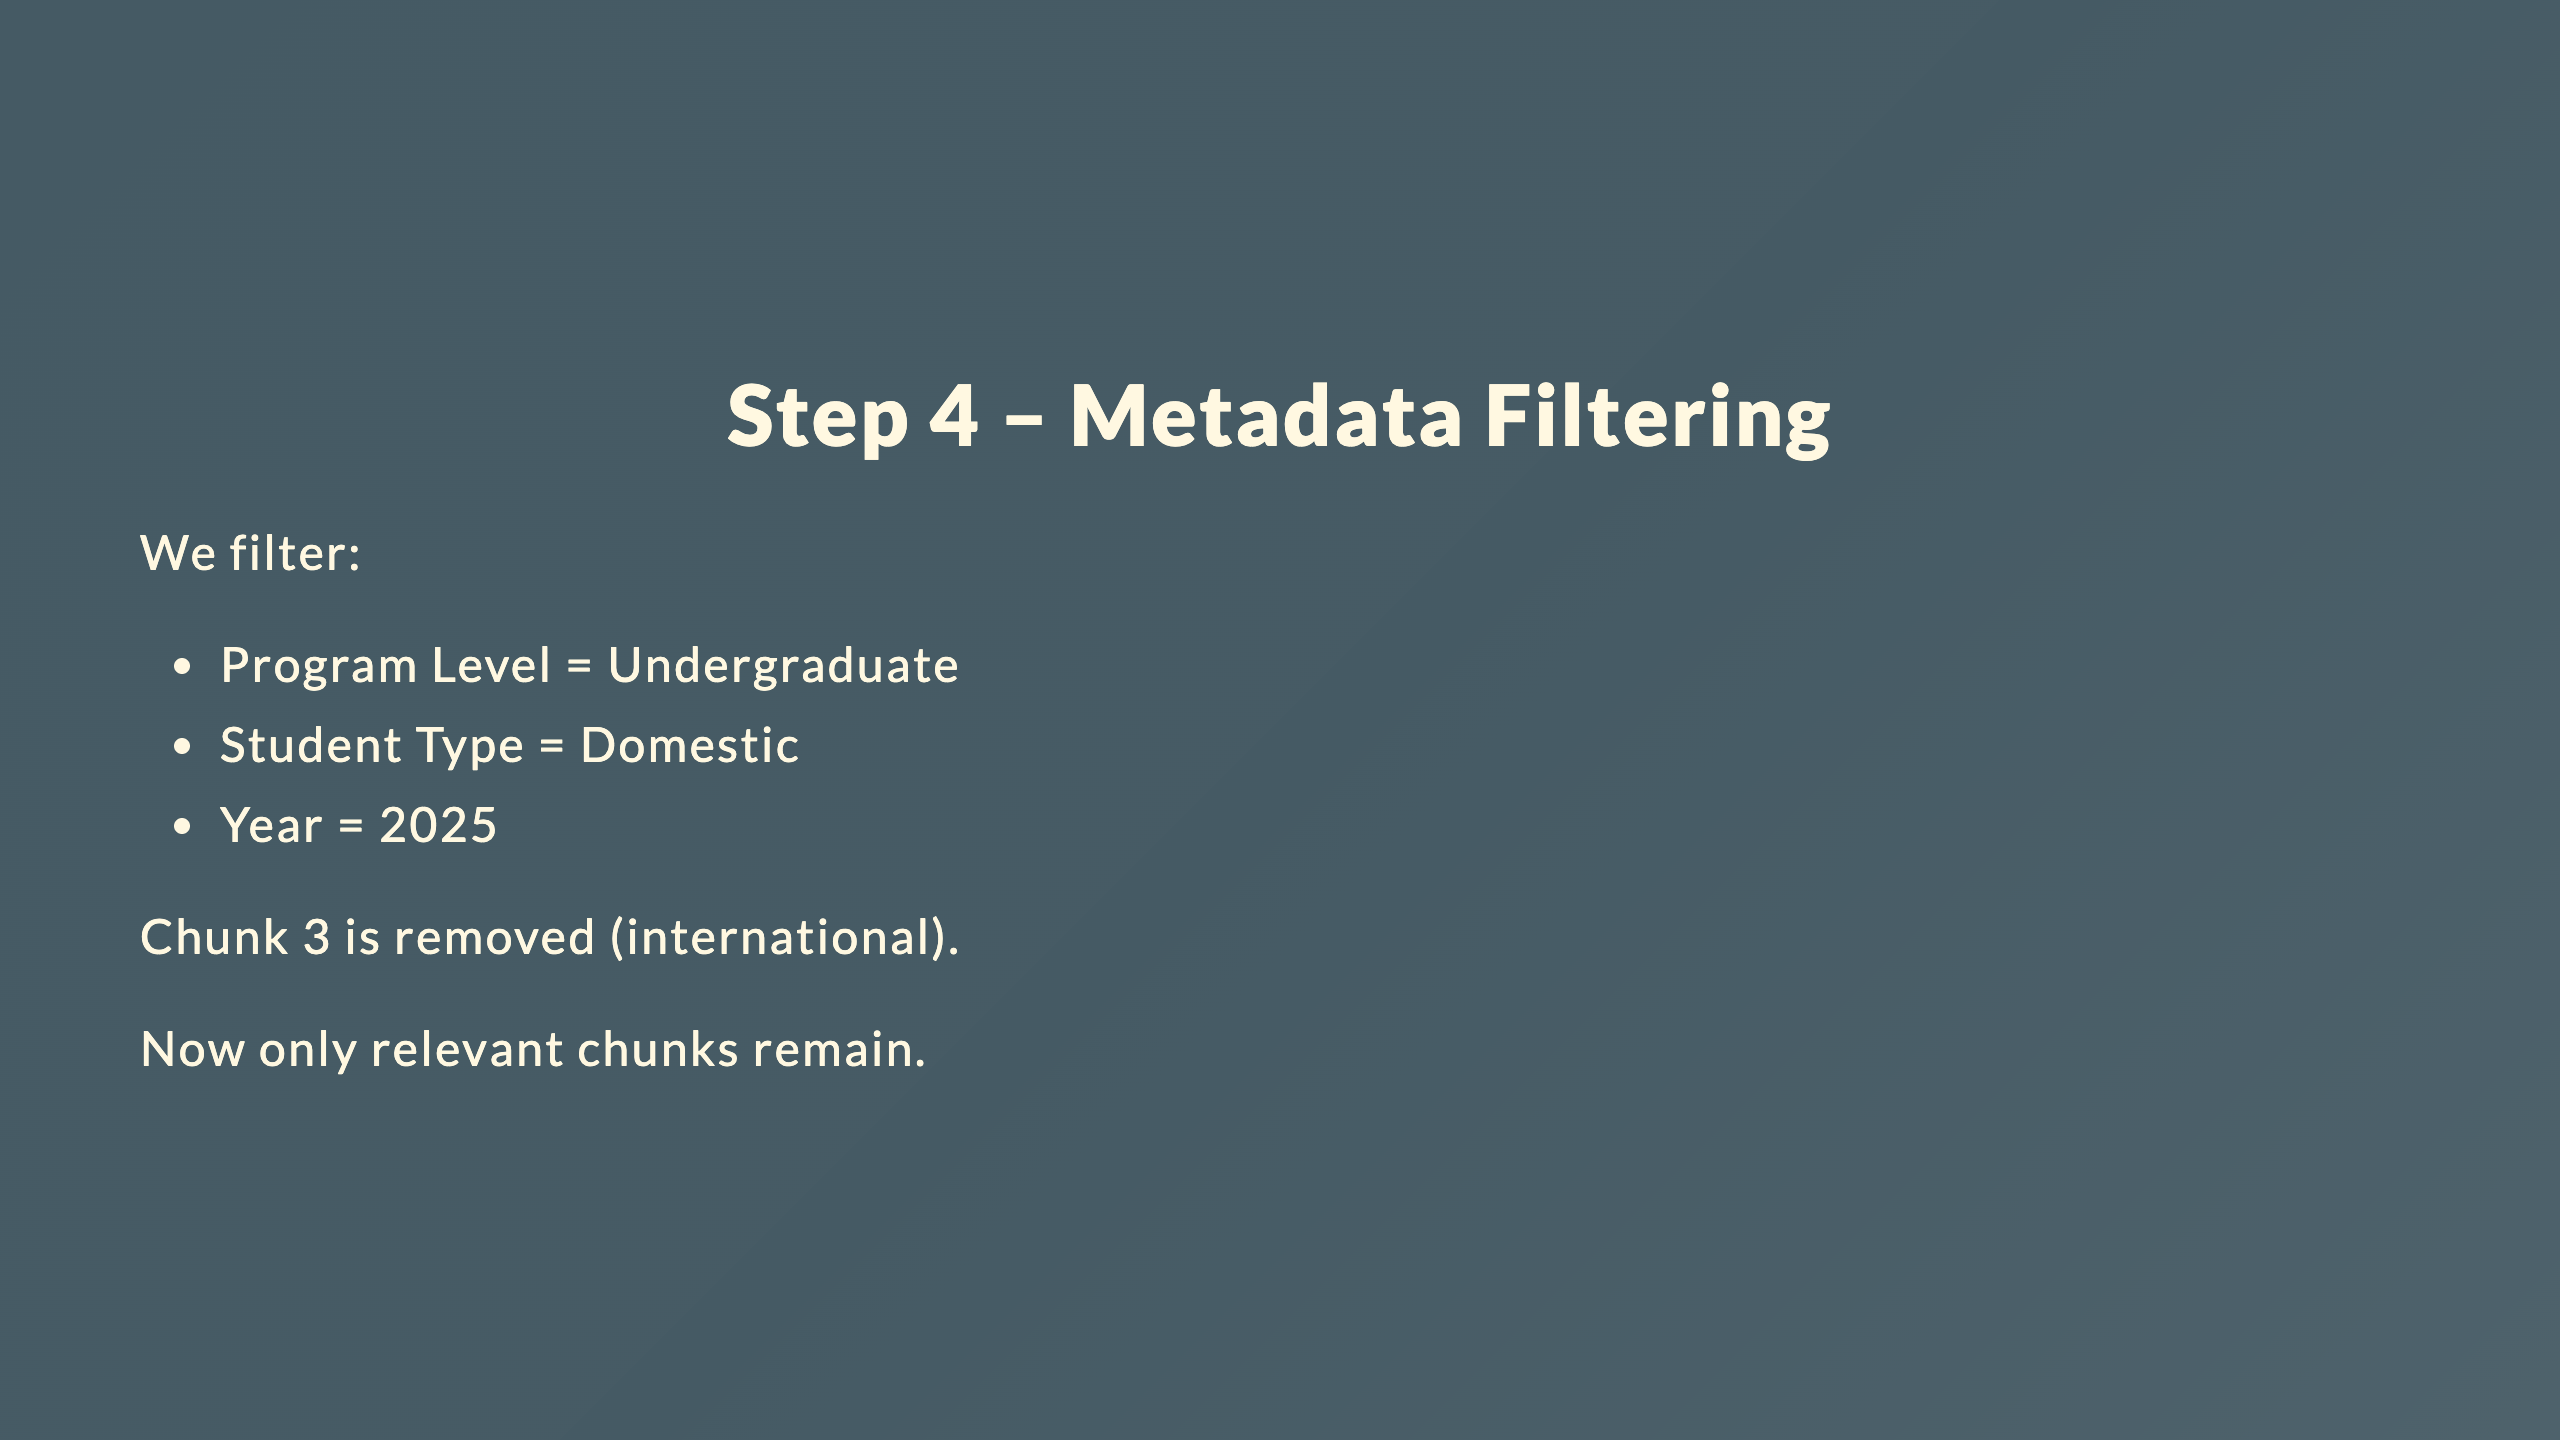 Step 4 – Metadata Filtering
We filter:
• Program Level = Undergraduate
• Student Type = Domestic
• Year = 2025
Chunk 3 is removed (international).
Now only relevant chunks remain.